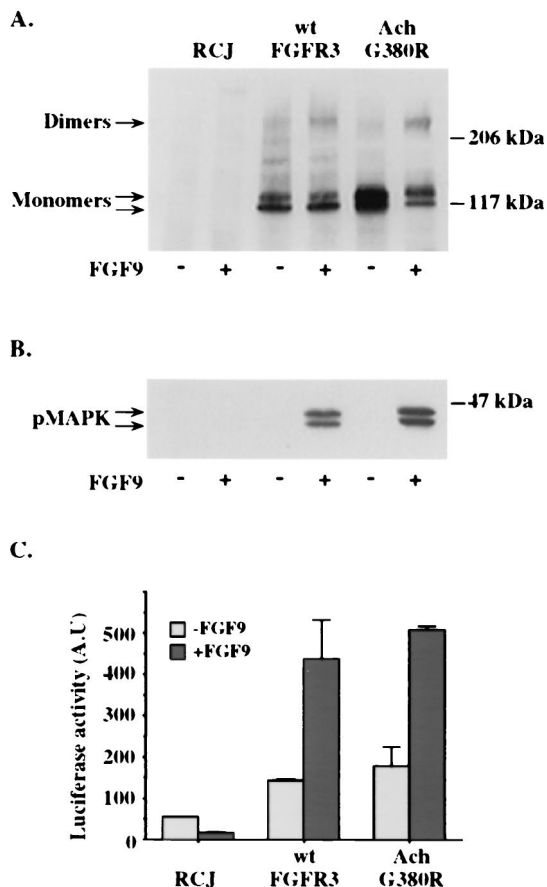 A.
RCJ
wt
FGFR3
Ach
G380R
Dimers
206 kDa
Monomers
117 kDa
FGF9
- + - + - +
B.
47 kDa
pMAPK
FGF9
- + - + - +
C.
Luciferase activity (A.U)
500
400
300
200
100
0
-FGF9
+FGF9
RCJ
wt
FGFR3
Ach
G380R